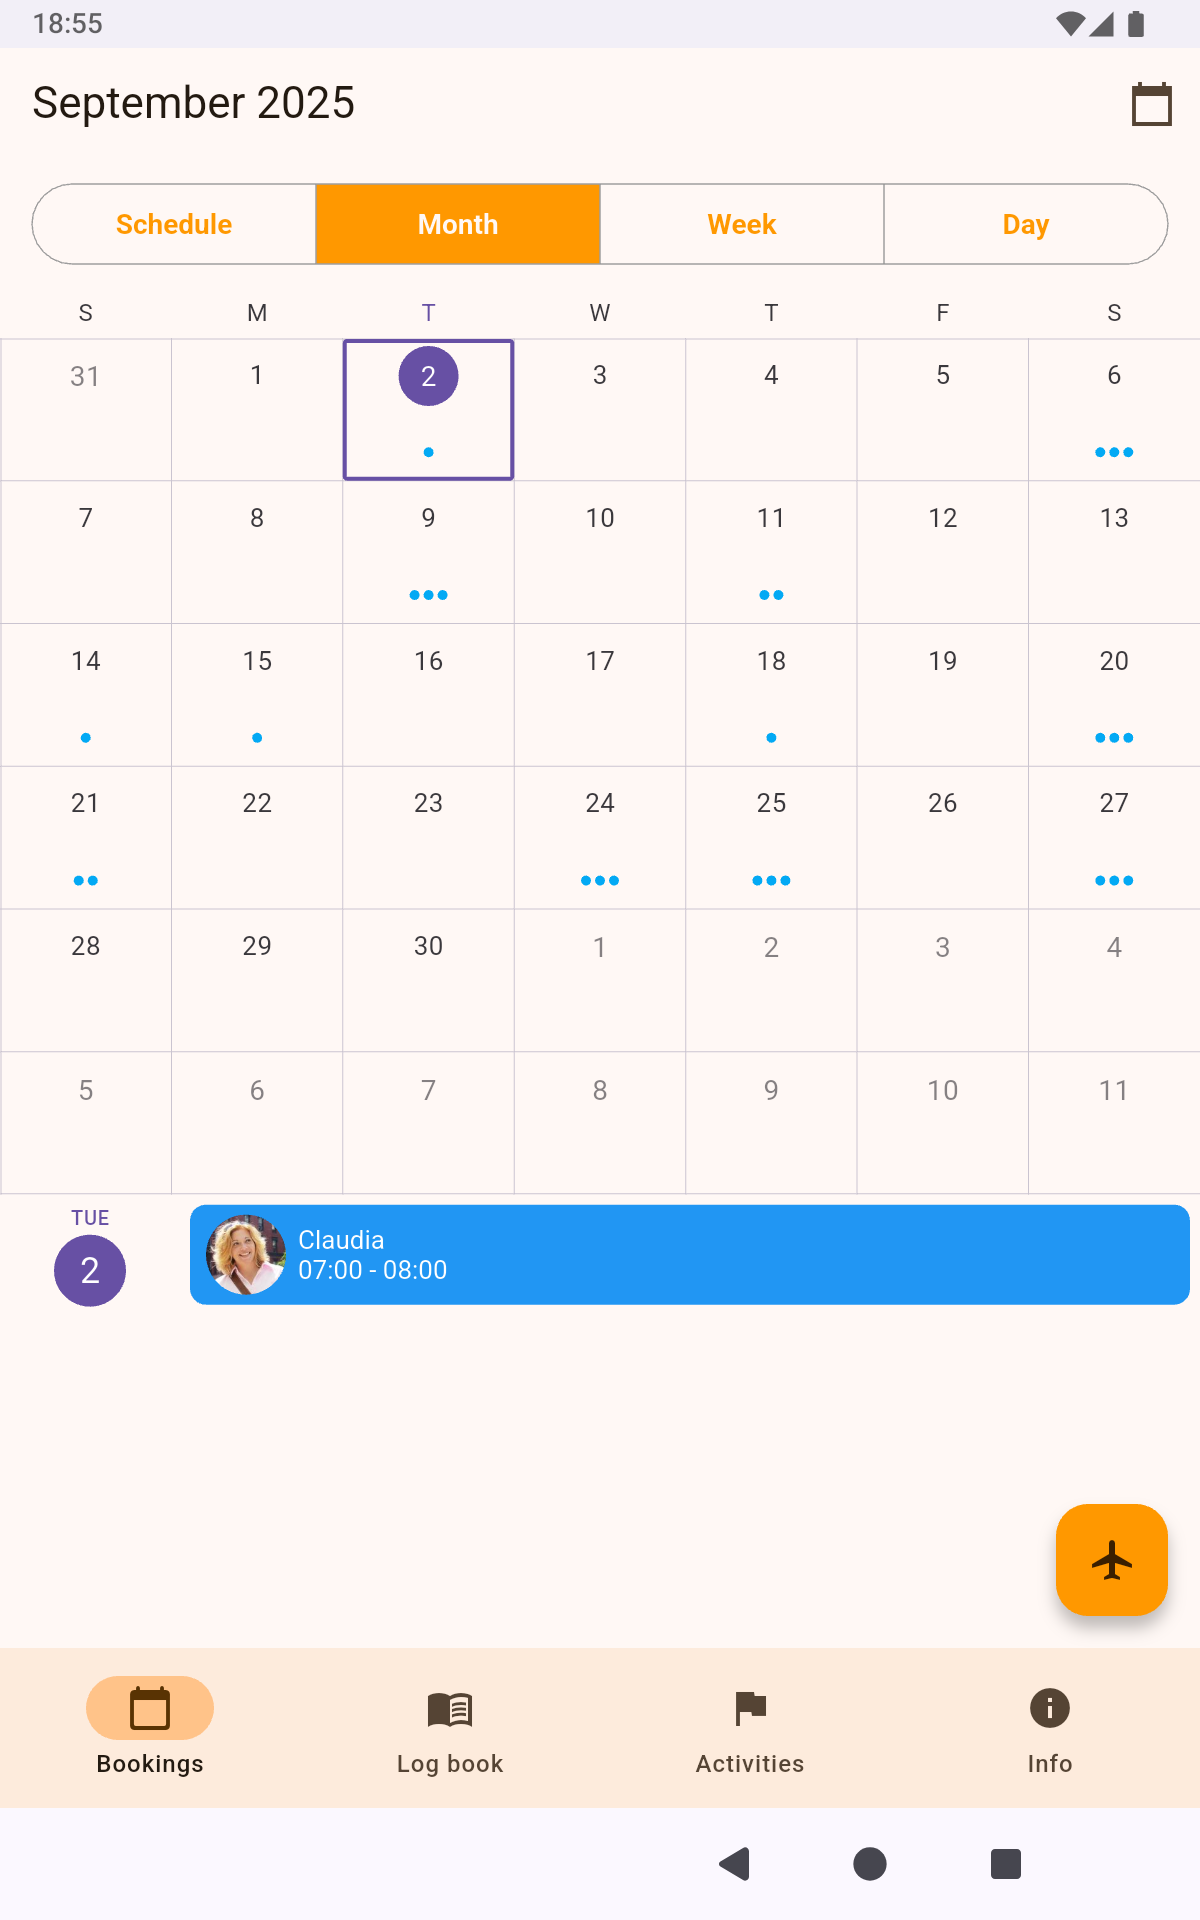 18:55
September 2025
Schedule Month Week Day
S M T W T F S
31 1 2 3 4 5 6
7 8 9 10 11 12 13
14 15 16 17 18 19 20
21 22 23 24 25 26 27
28 29 30 1 2 3 4
5 6 7 8 9 10 11
TUE
2
Claudia
07:00 - 08:00
Bookings Log book Activities Info